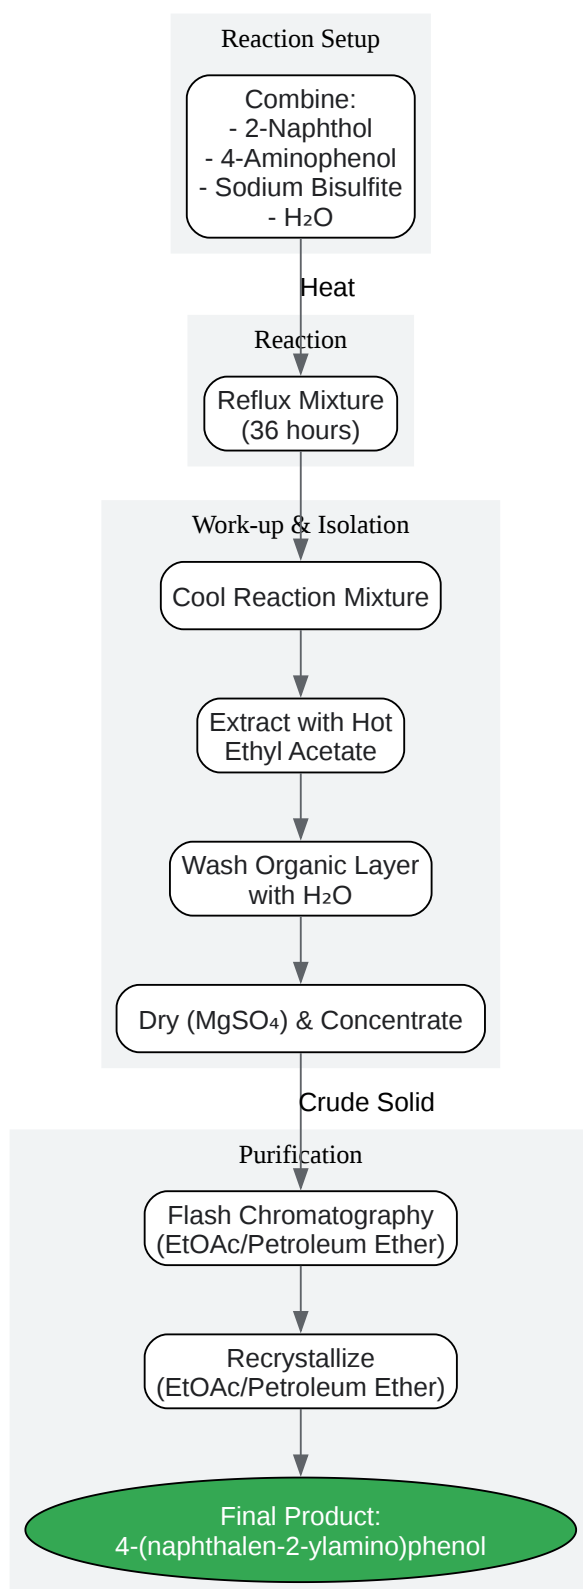 Reaction Setup
Combine:
- 2-Naphthol
- 4-Aminophenol
- Sodium Bisulfite
- H₂O
Heat
Reaction
Reflux Mixture
(36 hours)
Work-up & Isolation
Cool Reaction Mixture
Extract with Hot
Ethyl Acetate
Wash Organic Layer
with H₂O
Dry (MgSO₄) & Concentrate
Crude Solid
Purification
Flash Chromatography
(EtOAc/Petroleum Ether)
Recrystallize
(EtOAc/Petroleum Ether)
Final Product:
4-(naphthalen-2-ylamino)phenol